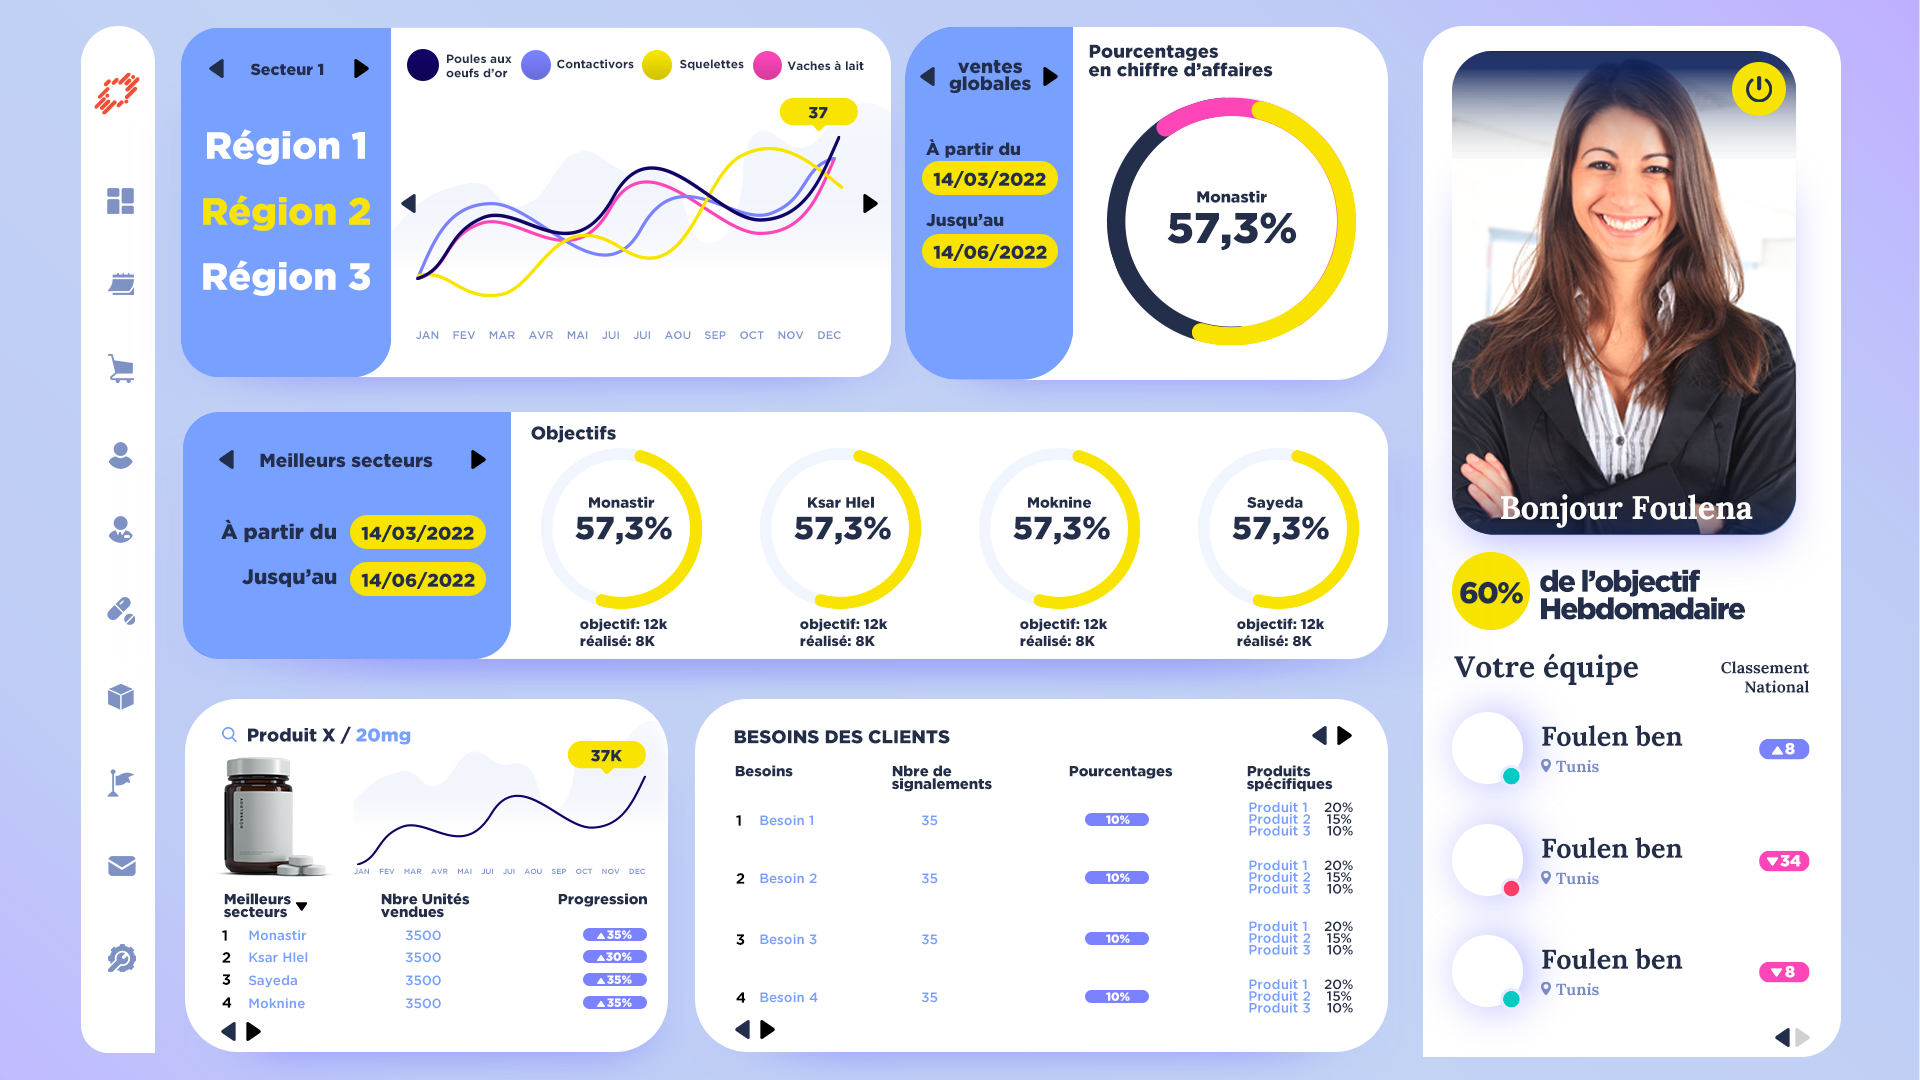 Secteur 1
Région 1
Région 2
Région 3
Poules aux
oeufs d'or
Contactivors
Squelettes
Vaches à lait
37
JAN FEV MAR AVR MAI JUI JUI AOU SEP OCT NOV DEC
ventes
globales
À partir du
14/03/2022
Jusqu'au
14/06/2022
Pourcentages
en chiffre d'affaires
Monastir
57,3%
Meilleurs secteurs
À partir du 14/03/2022
Jusqu'au 14/06/2022
Objectifs
Monastir
57,3%
objectif: 12k
réalisé: 8K
Ksar Hlel
57,3%
objectif: 12k
réalisé: 8K
Moknine
57,3%
objectif: 12k
réalisé: 8K
Sayeda
57,3%
objectif: 12k
réalisé: 8K
Produit X / 20mg
37K
JAN FEV MAR AVR MAI JUI JUI AOU SEP OCT NOV DEC
Meilleurs
secteurs
Nbre Unités
vendues
Progression
1 Monastir 3500 35%
2 Ksar Hlel 3500 30%
3 Sayeda 3500 35%
4 Moknine 3500 35%
BESOINS DES CLIENTS
Besoins
Nbre de
signalements
Pourcentages
Produits
spécifiques
1 Besoin 1 35 10%
Produit 1 20%
Produit 2 15%
Produit 3 10%
2 Besoin 2 35 10%
Produit 1 20%
Produit 2 15%
Produit 3 10%
3 Besoin 3 35 10%
Produit 1 20%
Produit 2 15%
Produit 3 10%
4 Besoin 4 35 10%
Produit 1 20%
Produit 2 15%
Produit 3 10%
Bonjour Foulena
60%
de l'objectif
Hebdomadaire
Votre équipe
Classement
National
Foulen ben
Tunis
8
Foulen ben
Tunis
34
Foulen ben
Tunis
8